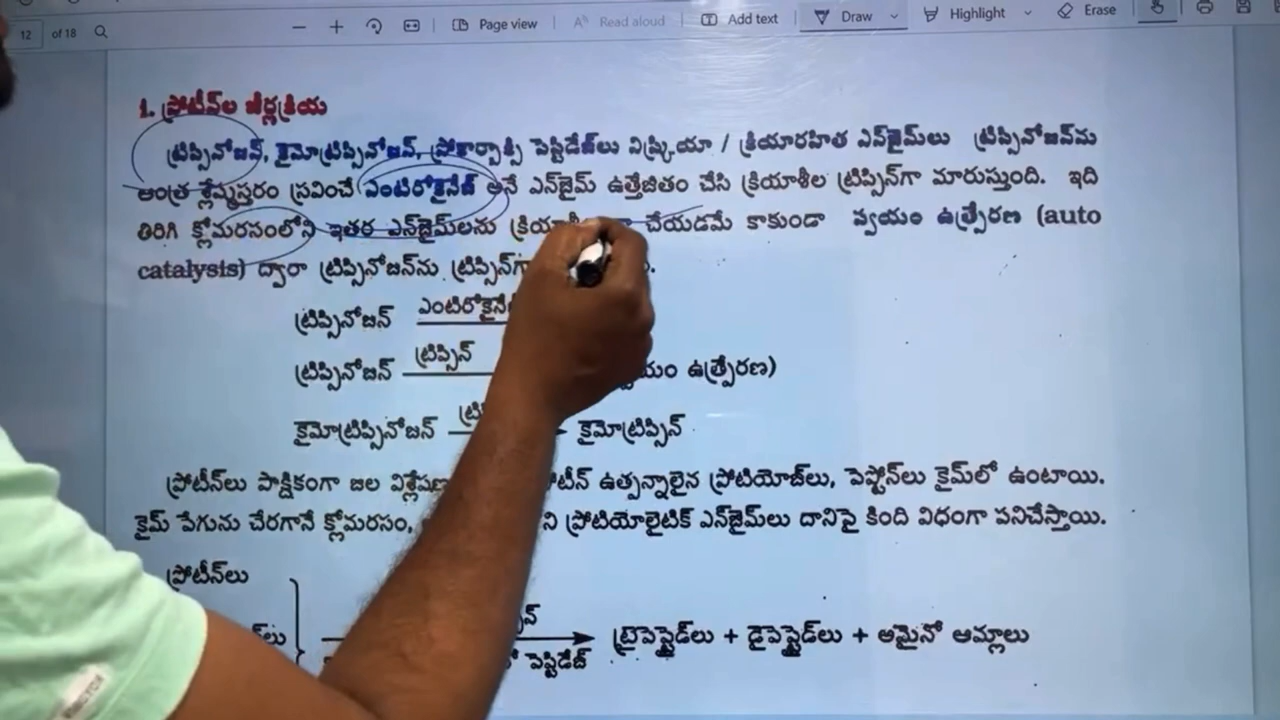 12 of 18 Page view Read aloud Add text Draw Highlight Erase
1. ప్రోటీన్‌ల జీర్ణక్రియ
ట్రిప్సినోజన్, కైమోట్రిప్సినోజన్, ప్రోకార్బాక్సి పెప్టిడేజ్‌లు నిష్క్రియా / క్రియారహిత ఎన్‌జైమ్‌లు ట్రిప్సినోజన్‌ను
ఆంత్ర శ్లేష్మస్తరం స్రవించే ఎంటిరోకైనేజ్ అనే ఎన్‌జైమ్ ఉత్తేజితం చేసి క్రియాశీల ట్రిప్సిన్‌గా మారుస్తుంది. ఇది
తిరిగి క్లోమరసంలోని ఇతర ఎన్‌జైమ్‌లను చేయడమే కాకుండా స్వయం ఉత్ప్రేరణ (auto
catalysis) ద్వారా ట్రిప్సినోజన్‌ను ట్రిప్సిన్‌గా
ట్రిప్సినోజన్
ట్రిప్సినోజన్ ట్రిప్సిన్ ఉత్ప్రేరణ)
కైమోట్రిప్సినోజన్ కైమోట్రిప్సిన్
ప్రోటీన్‌లు పాక్షికంగా జల ఉత్పన్నాలైన ప్రోటియోజ్‌లు, పెప్టోన్‌లు కైమ్‌లో ఉంటాయి.
కైమ్ పేగును చేరగానే క్లోమరసం, ప్రోటియోలైటిక్ ఎన్‌జైమ్‌లు దానిపై కింది విధంగా పనిచేస్తాయి.
ప్రోటీన్‌లు
ట్రైపెప్టైడ్‌లు + డైపెప్టైడ్‌లు + అమైనో ఆమ్లాలు
పెప్టిడేజ్